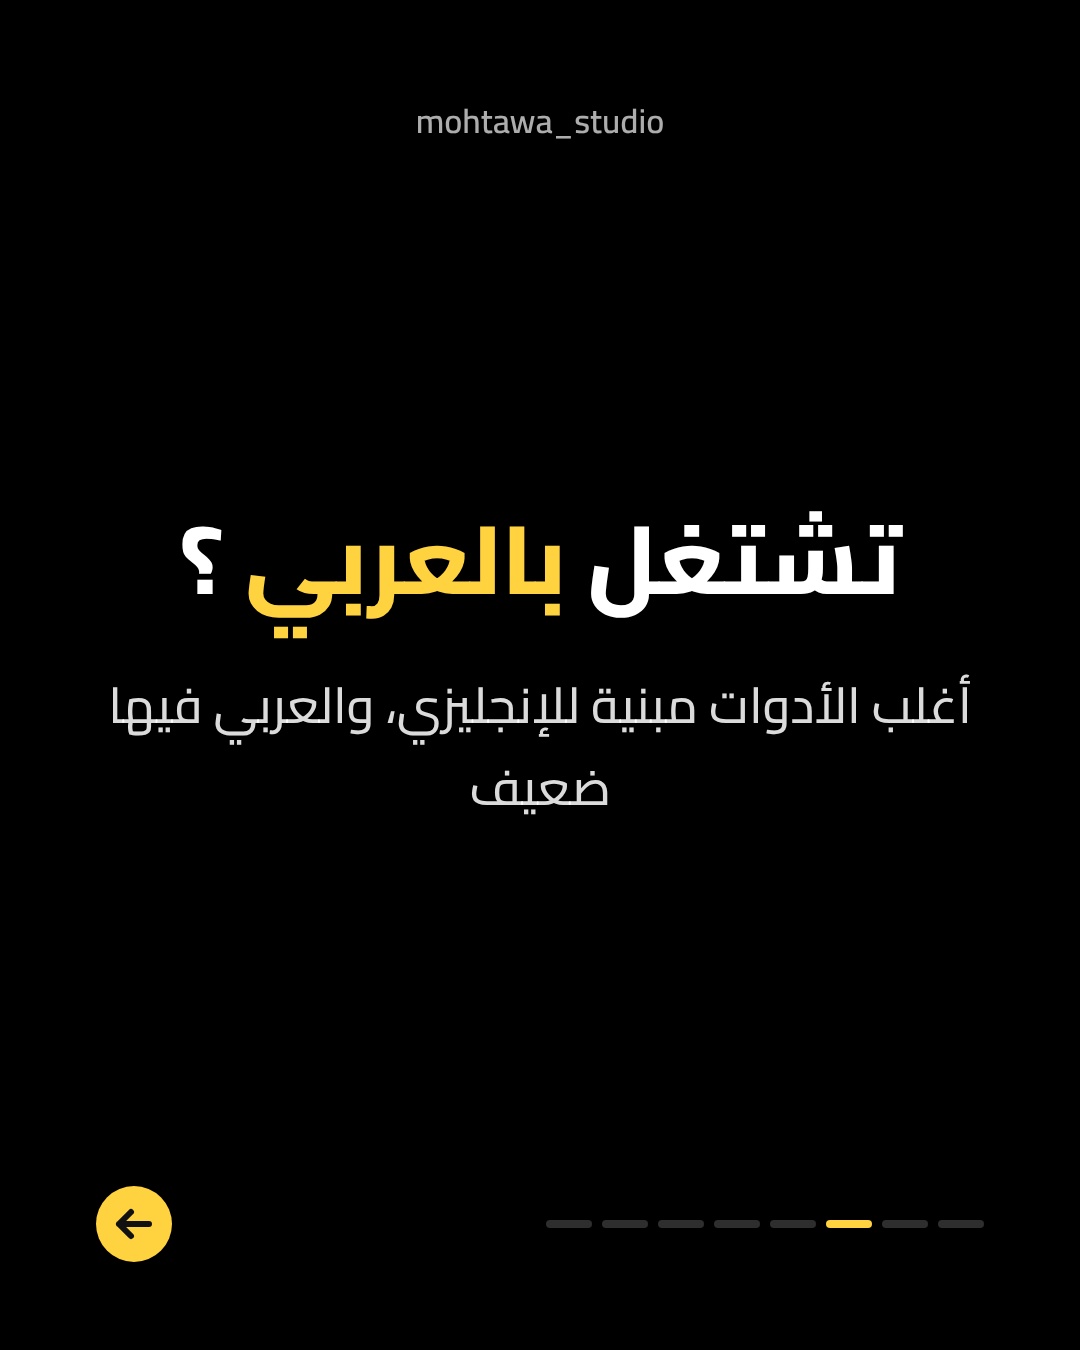 mohtawa_studio
تشتغل بالعربي ؟
أغلب الأدوات مبنية للإنجليزي، والعربي فيها
ضعيف